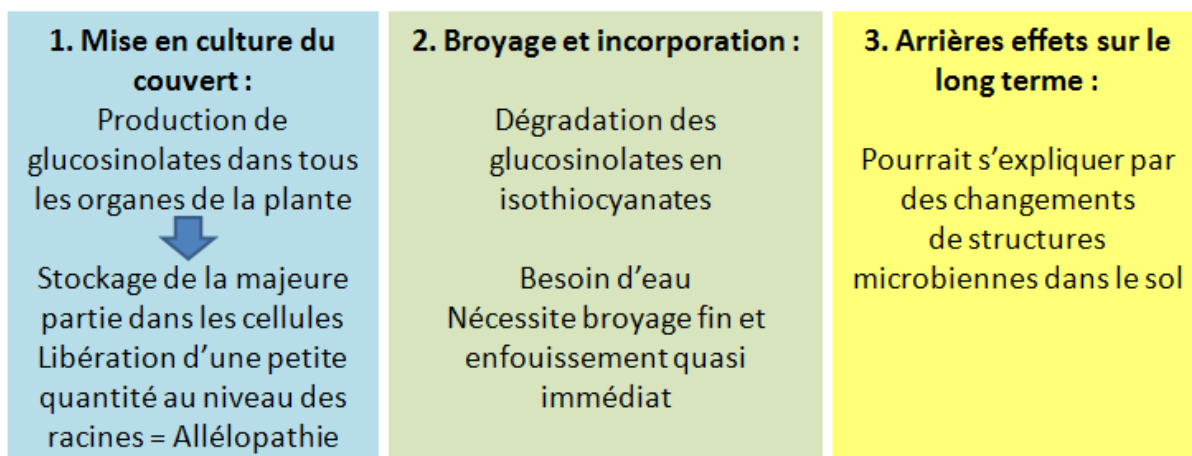 1. Mise en culture du
couvert :
Production de
glucosinolates dans tous
les organes de la plante
Stockage de la majeure
partie dans les cellules
Libération d'une petite
quantité au niveau des
racines = Allélopathie
2. Broyage et incorporation :
Dégradation des
glucosinolates en
isothiocyanates
Besoin d'eau
Nécessite broyage fin et
enfouissement quasi
immédiat
3. Arrières effets sur le
long terme :
Pourrait s'expliquer par
des changements
de structures
microbiennes dans le sol